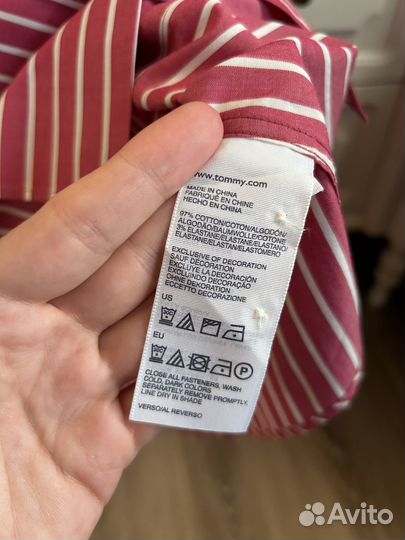 www.tommy.com
MADE IN CHINA
FABRIQUÉ EN CHINE
HECHO EN CHINA
97% COTTON/COTON/ALGODÓN/
ALGODÃO/BAUMWOLLE/COTONE
3% ELASTANE/ELASTANE/ELASTANO/
ELASTANO/ELASTAN/ELASTOMERO
EXCLUSIVE OF DECORATION
SAUF DÉCORATION
EXCLUYE LA DECORACIÓN
EXCLUINDO DECORAÇÃO
OHNE DEKORATION
ECCETTO DECORAZIONE
US
EU
P
CLOSE ALL FASTENERS, WASH
COLD, DARK COLORS
SEPARATELY REMOVE PROMPTLY,
LINE DRY IN SHADE
VERSO/AL REVERSO
Avito